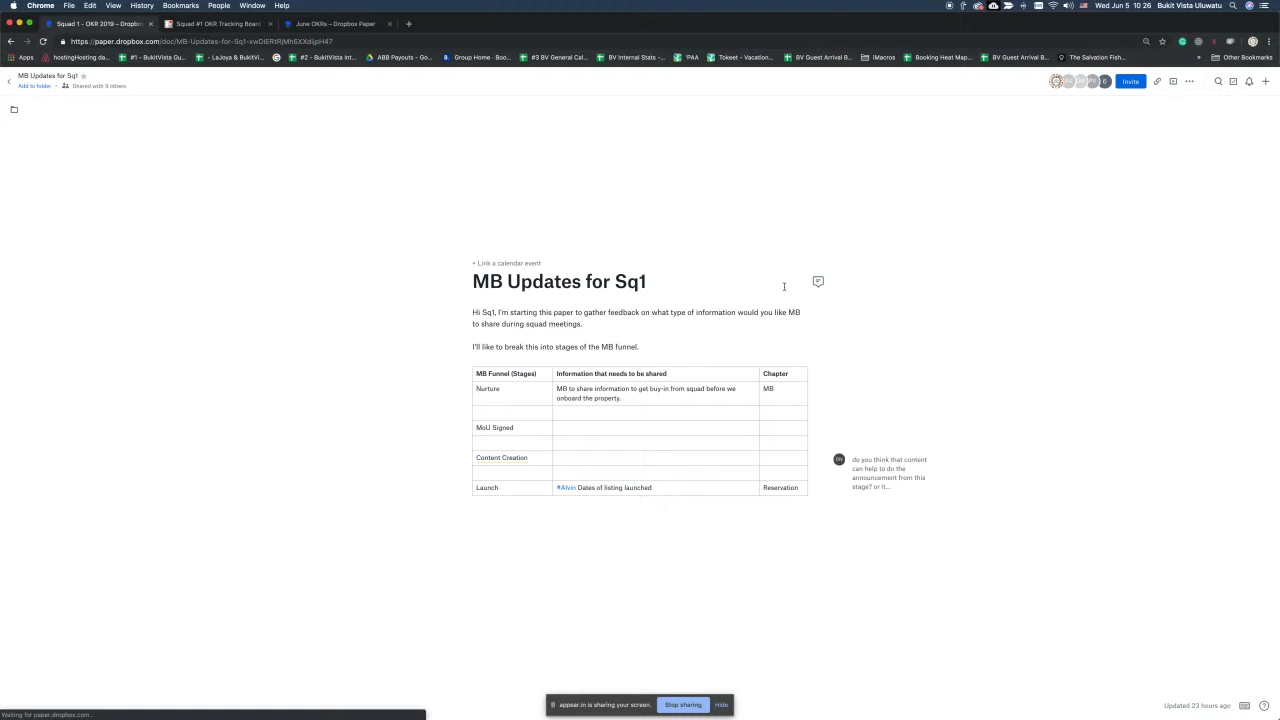 Chrome File Edit View History Bookmarks People Window Help
Wed Jun 5 10:26 Bukit Vista Uluwatu
Squad 1 - OKR 2019 – Dropbo
Squad #1 OKR Tracking Board
June OKRs – Dropbox Paper
Apps
hostingHosting da...
#1 - BukitVista Gu...
- LaJoya & BukitVi...
#2 - BukitVista Int...
ABB Payouts - Go...
Group Home - Boo...
#3 BV General Cal...
BV Internal Stats -...
'PAA
Tokeet - Vacation...
BV Guest Arrival B...
iMacros
Booking Heat Map...
BV Guest Arrival B...
The Salvation Fish...
» Other Bookmarks
MB Updates for Sq1
Add to folder • Shared with 9 others
6
Invite
+ Link a calendar event
MB Updates for Sq1
Hi Sq1, I'm starting this paper to gather feedback on what type of information would you like MB
to share during squad meetings.
I'll like to break this into stages of the MB funnel.
MB Funnel (Stages) Information that needs to be shared Chapter
Nurture MB to share information to get buy-in from squad before we MB
onboard the property.
MoU Signed
Content Creation
Launch #Alvin Dates of listing launched Reservation
DN do you think that content
can help to do the
announcement from this
stage? or it...
appear.in is sharing your screen. Stop sharing Hide
Waiting for paper.dropbox.com...
Updated 23 hours ago